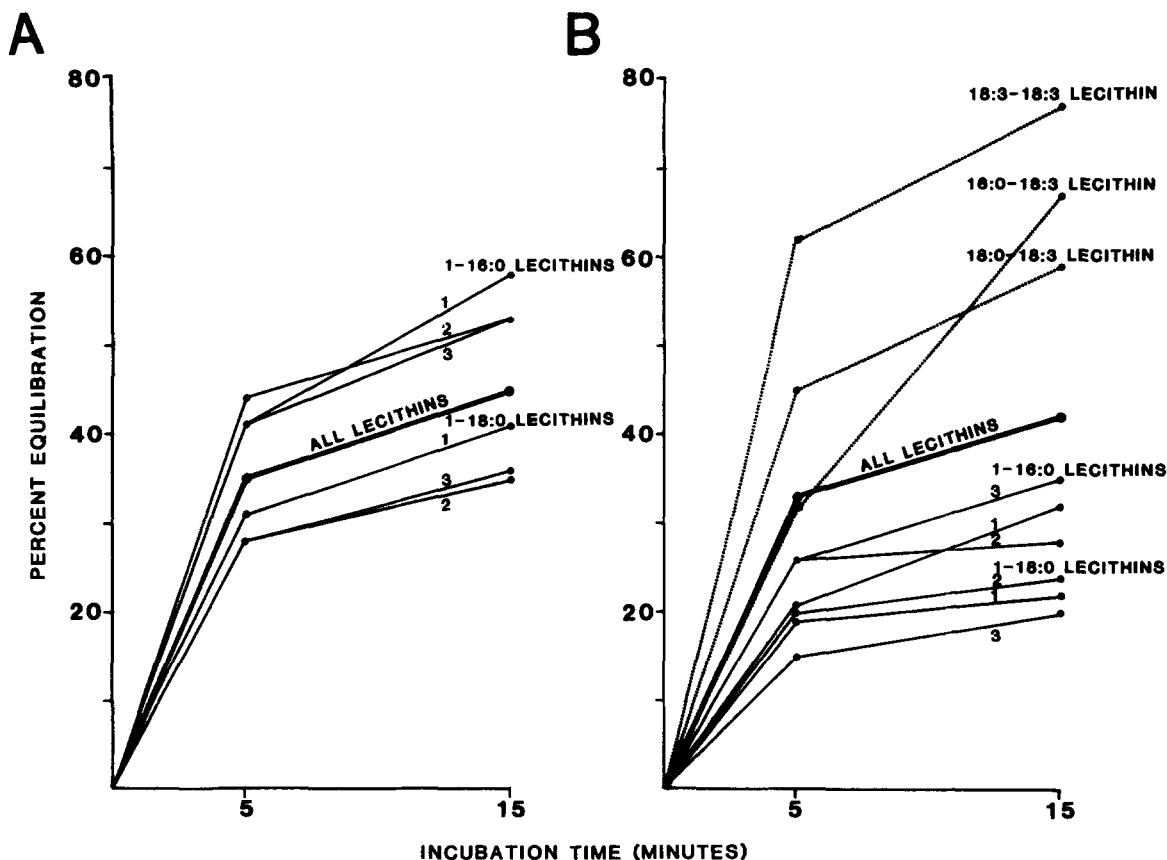 A
PERCENT EQUILIBRATION
80
60
40
20
1-16:0 LECITHINS
1
2
3
ALL LECITHINS
1-18:0 LECITHINS
1
3
2
5
15
B
80
60
40
20
18:3-18:3 LECITHIN
16:0-18:3 LECITHIN
18:0-18:3 LECITHIN
ALL LECITHINS
1-16:0 LECITHINS
3
1
2
1-18:0 LECITHINS
2
1
3
5
15
INCUBATION TIME (MINUTES)